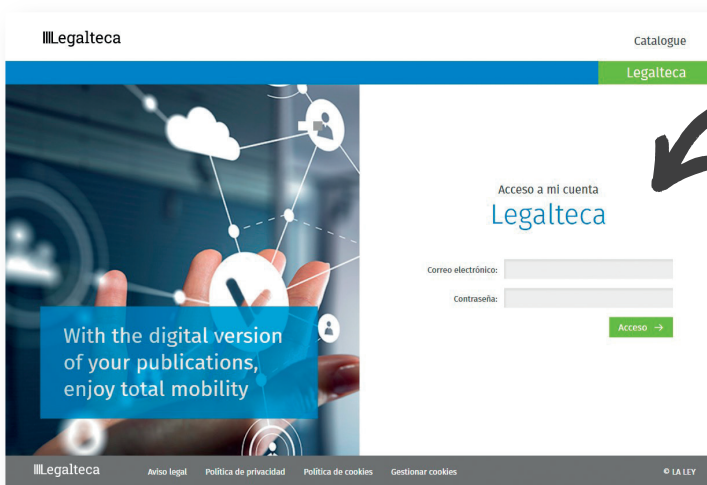 Legalteca
Catalogue
Legalteca
With the digital version
of your publications,
enjoy total mobility
Acceso a mi cuenta
Legalteca
Correo electrónico:
Contraseña:
Acceso →
Legalteca
Aviso legal Política de privacidad Política de cookies Gestionar cookies © LA LEY